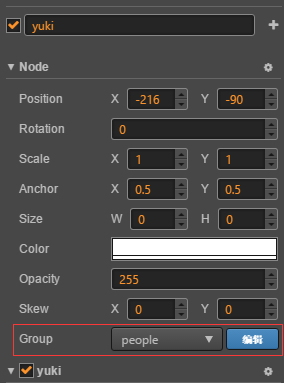 yuki
Node
Position X -216 Y -90
Rotation 0
Scale X 1 Y 1
Anchor X 0.5 Y 0.5
Size W 0 H 0
Color
Opacity 255
Skew X 0 Y 0
Group people 编辑
yuki